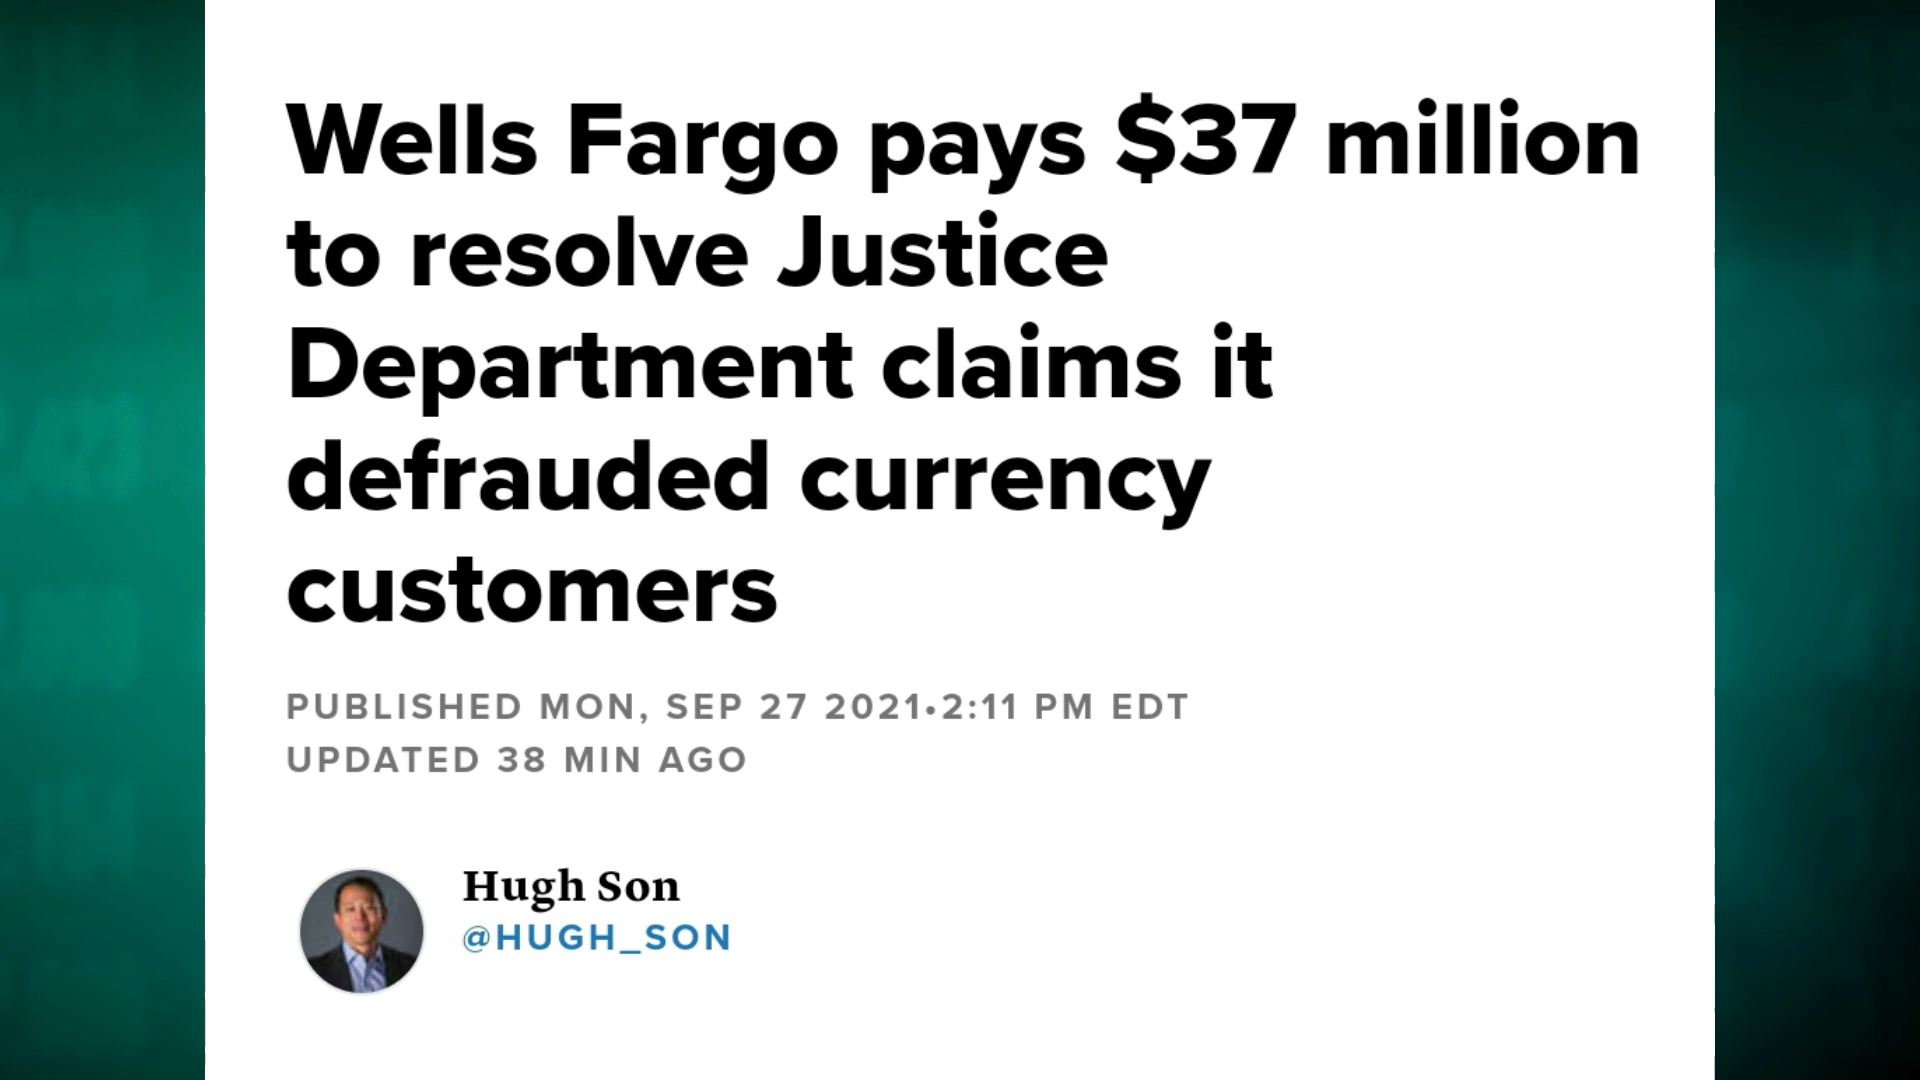 Wells Fargo pays $37 million
to resolve Justice
Department claims it
defrauded currency
customers
PUBLISHED MON, SEP 27 2021•2:11 PM EDT
UPDATED 38 MIN AGO
Hugh Son
@HUGH_SON